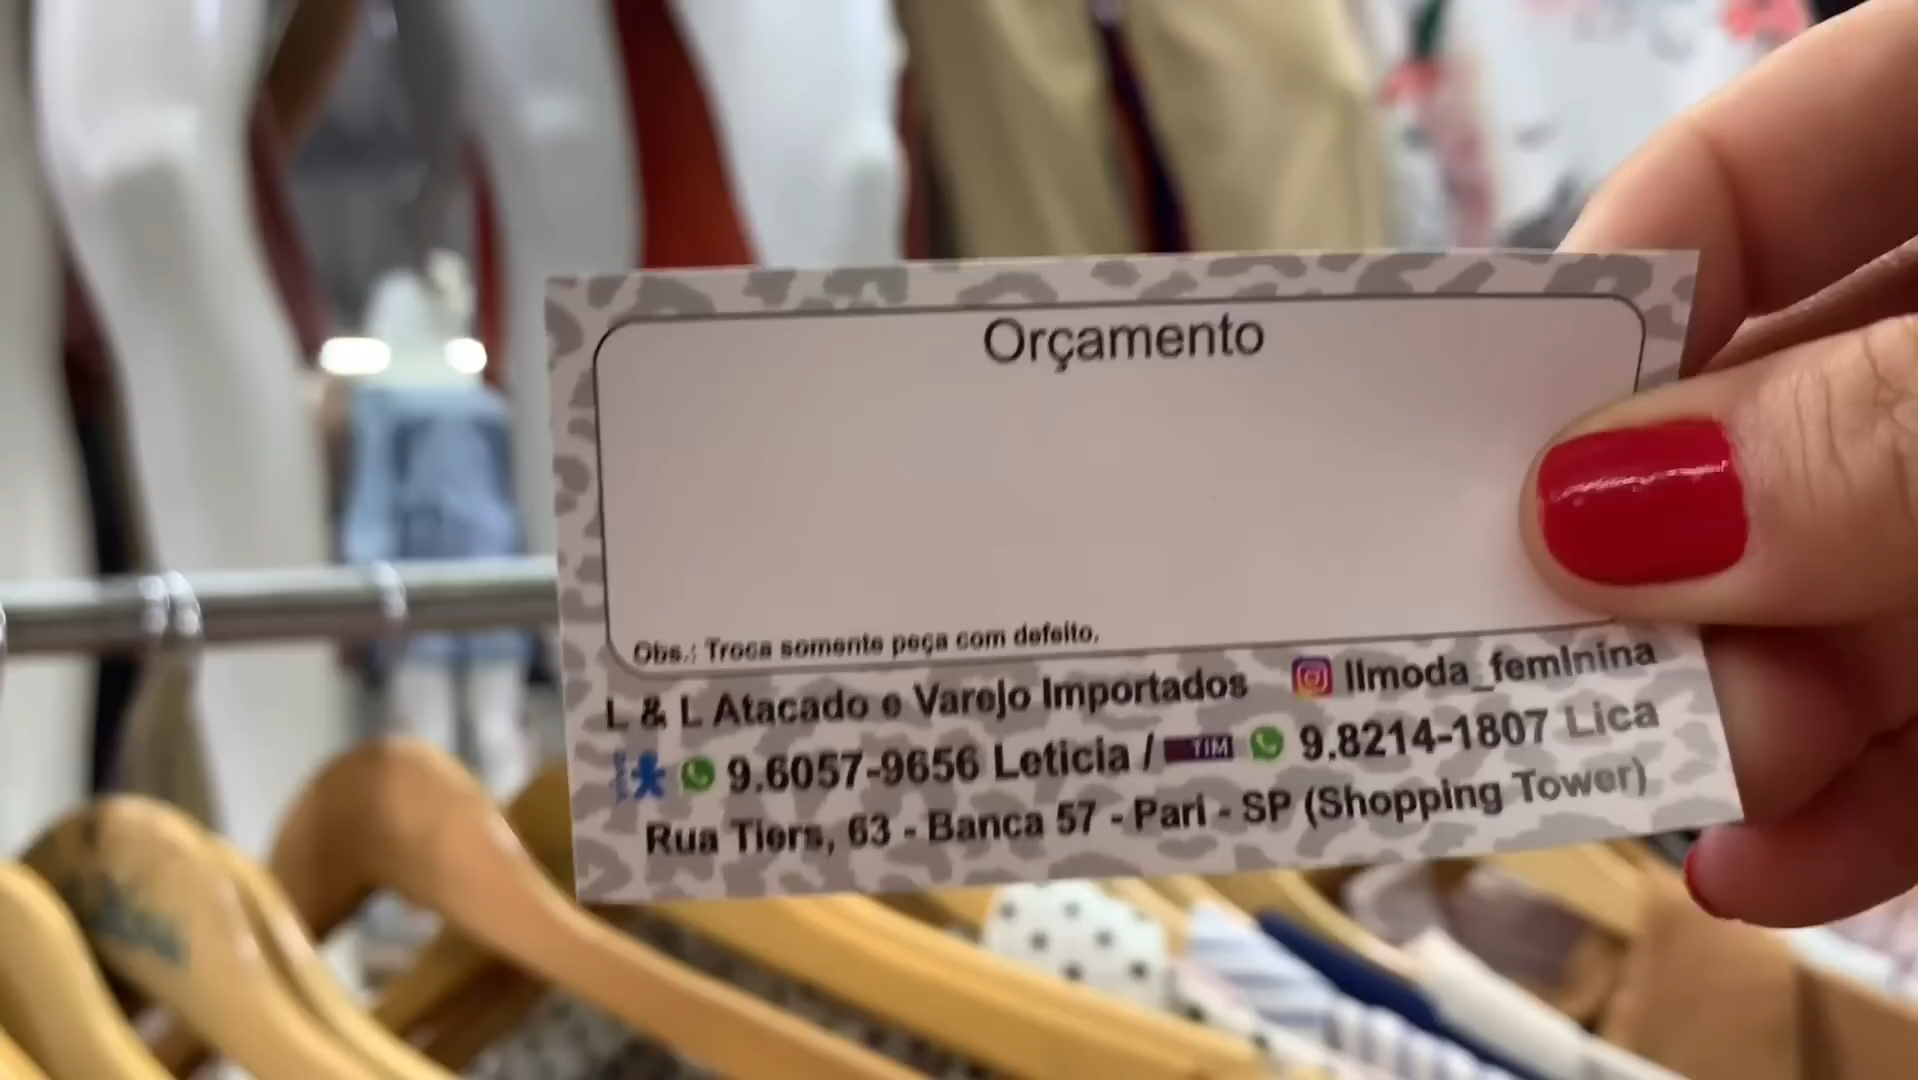 Orçamento
Obs.: Troca somente peça com defeito.
L & L Atacado e Varejo Importados llmoda_feminina
9.6057-9656 Leticia / TIM 9.8214-1807 Lica
Rua Tiers, 63 - Banca 57 - Pari - SP (Shopping Tower)